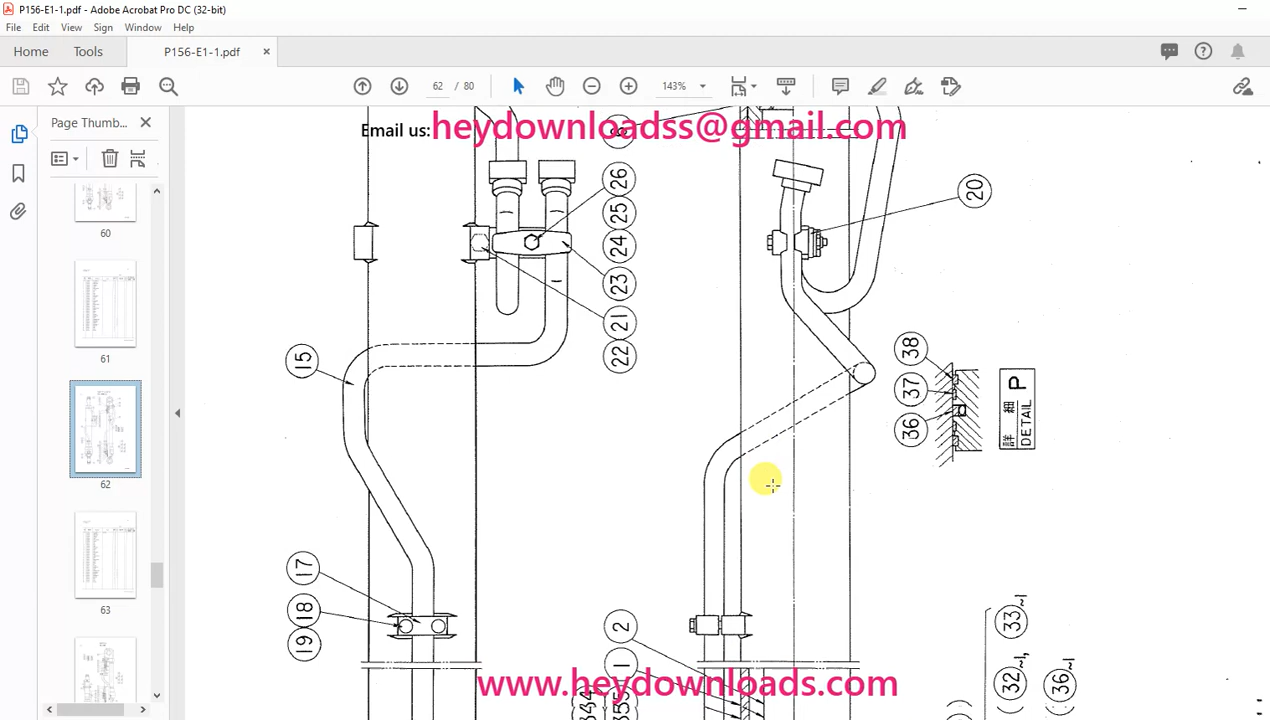 P156-E1-1.pdf - Adobe Acrobat Pro DC (32-bit)
File Edit View Sign Window Help
Home Tools P156-E1-1.pdf ×
62 / 80 143%
Page Thumb...
60
61
62
63
Email us: heydownloadss@gmail.com
26
25
24
23
21
22
20
15
38
37
36
詳 細
DETAIL P
17
18
19
2
1
33~1
(32~1,
(36~1
www.heydownloads.com